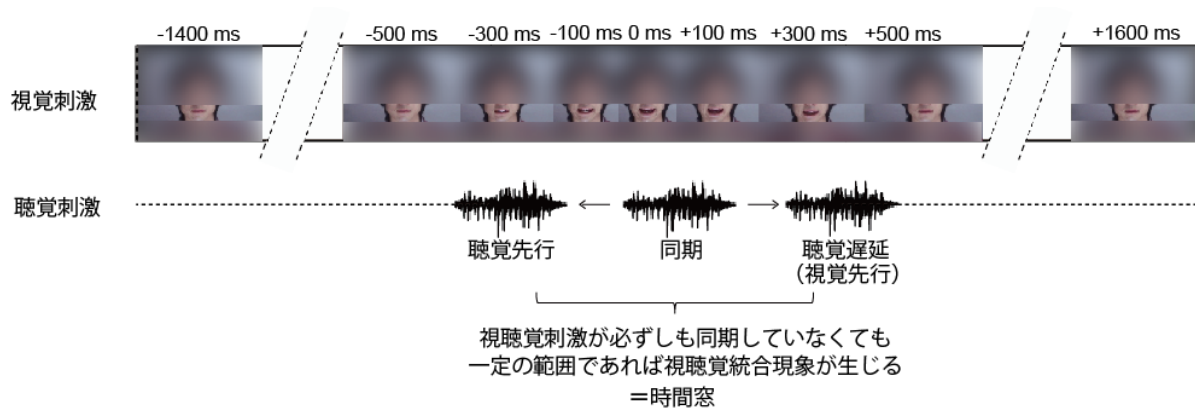 -1400 ms -500 ms -300 ms -100 ms 0 ms +100 ms +300 ms +500 ms +1600 ms
視覚刺激
聴覚刺激
聴覚先行 同期 聴覚遅延
（視覚先行）
視聴覚刺激が必ずしも同期していなくても
一定の範囲であれば視聴覚統合現象が生じる
＝時間窓